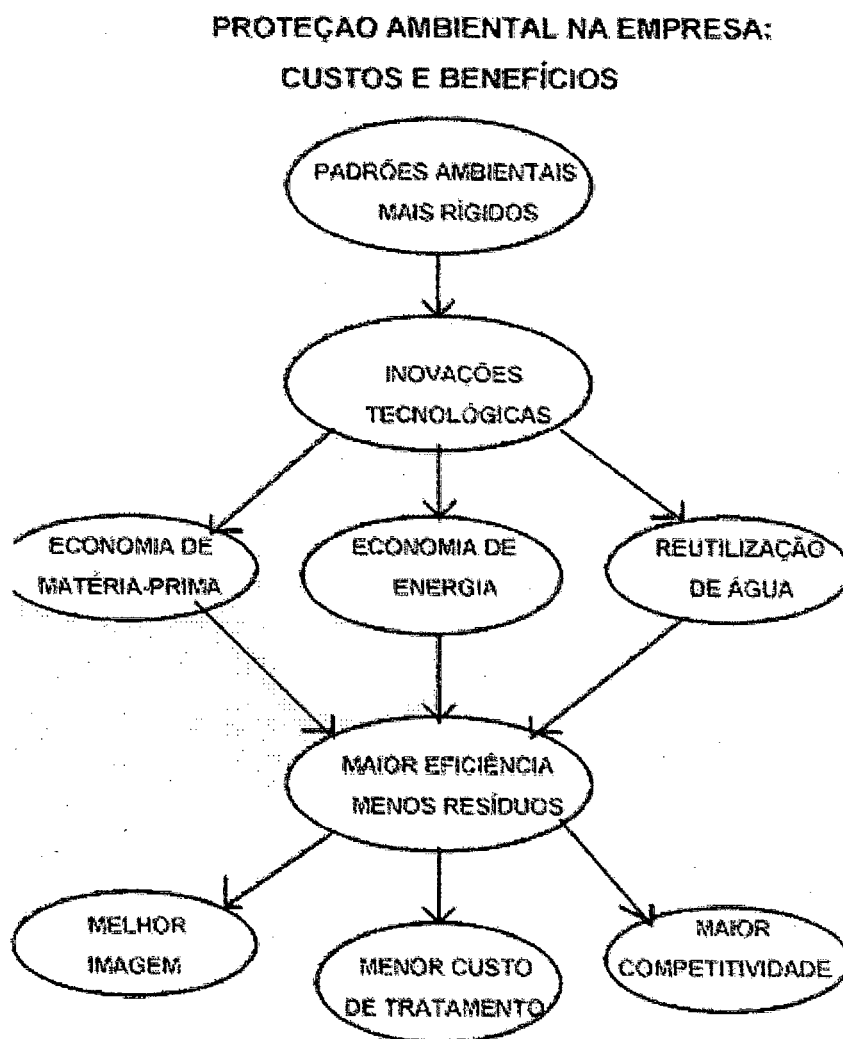 PROTEÇÃO AMBIENTAL NA EMPRESA:
CUSTOS E BENEFÍCIOS
PADRÕES AMBIENTAIS
MAIS RÍGIDOS
INOVAÇÕES
TECNOLÓGICAS
ECONOMIA DE
MATÉRIA-PRIMA
ECONOMIA DE
ENERGIA
REUTILIZAÇÃO
DE ÁGUA
MAIOR EFICIÊNCIA
MENOS RESÍDUOS
MELHOR
IMAGEM
MENOR CUSTO
DE TRATAMENTO
MAIOR
COMPETITIVIDADE